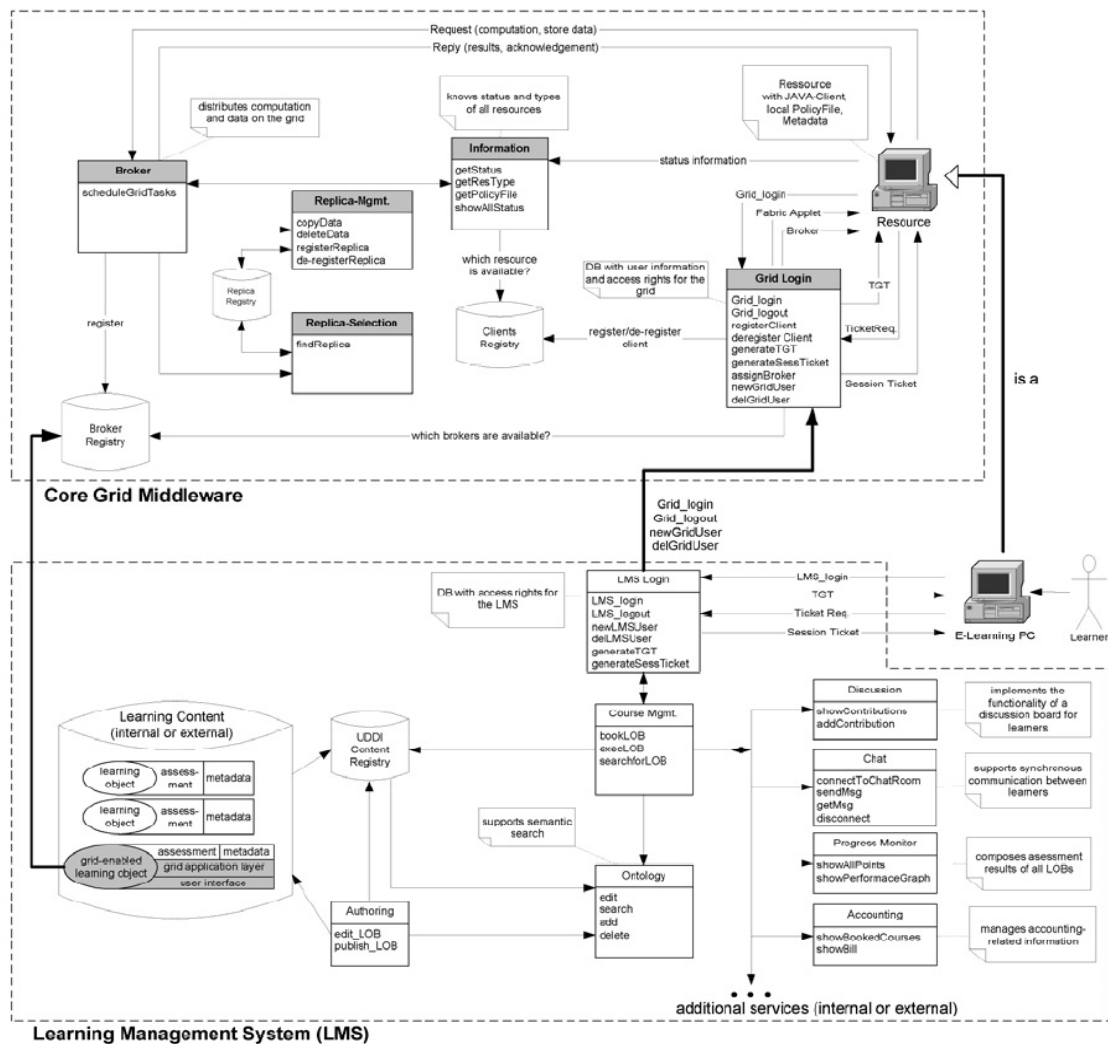 Request (computation, store data)
Reply (results, acknowledgement)
distributes computation
and data on the grid
knows status and types
of all resources
Ressource
with JAVA-Client,
local PolicyFile,
Metadata
Broker
scheduleGridTasks
Information
getStatus
getResType
getPolicyFile
showAllStatus
status information
Resource
Replica-Mgmt.
copyData
deleteData
registerReplica
de-registerReplica
Grid_login
Fabric Applet
Broker
which resource
is available?
DB with user information
and access rights for the
grid
Replica
Registry
Grid Login
Grid_login
Grid_logout
registerClient
deregister Client
generateTGT
generateSessTicket
assignBroker
newGridUser
delGridUser
TGT
TicketReq.
Session Ticket
register
Replica-Selection
findReplica
Clients
Registry
register/de-register
client
is a
Broker
Registry
which brokers are available?
Core Grid Middleware
Grid_login
Grid_logout
newGridUser
delGridUser
DB with access rights for
the LMS
LMS Login
LMS_login
LMS_logout
newLMSUser
delLMSUser
generateTGT
generateSessTicket
LMS_login
TGT
Ticket Req.
Session Ticket
E-Learning PC
Learner
Learning Content
(internal or external)
learning
object
assess-
ment
metadata
learning
object
assess-
ment
metadata
grid-enabled
learning object
assessment
metadata
grid application layer
user interface
UDDI
Content
Registry
Course Mgmt.
bookLOB
execLOB
searchforLOB
supports semantic
search
Authoring
edit_LOB
publish_LOB
Ontology
edit
search
add
delete
Discussion
showContributions
addContribution
implements the
functionality of a
discussion board for
learners
Chat
connectToChatRoom
sendMsg
getMsg
disconnect
supports synchrenous
communication between
learners
Progress Monitor
showAllPoints
showPerformaceGraph
composes asessment
results of all LOBs
Accounting
showBookedCourses
showBill
manages accounting-
related information
additional services (internal or external)
Learning Management System (LMS)